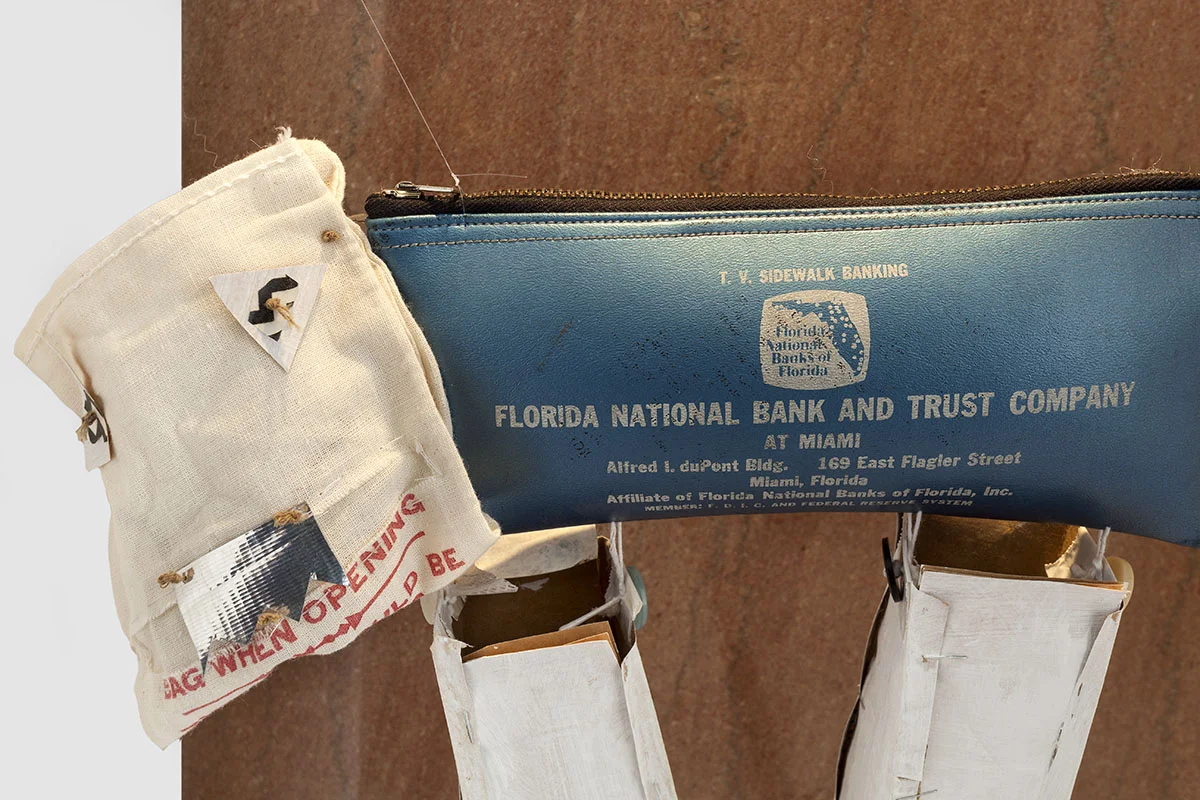 T. V. SIDEWALK BANKING
Florida
National
Banks of
Florida
FLORIDA NATIONAL BANK AND TRUST COMPANY
AT MIAMI
Alfred I. duPont Bldg. 169 East Flagler Street
Miami, Florida
Affiliate of Florida National Banks of Florida, Inc.
MEMBER: F. D. I. C. AND FEDERAL RESERVE SYSTEM
BAG WHEN OPENING
BE